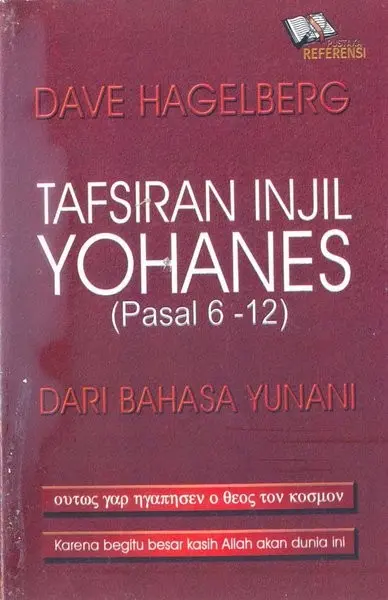 PUSTAKA
REFERENSI
DAVE HAGELBERG
TAFSIRAN INJIL
YOHANES
(Pasal 6 -12)
DARI BAHASA YUNANI
ουτως γαρ ηγαπησεν ο θεος τον κοσμον
Karena begitu besar kasih Allah akan dunia ini